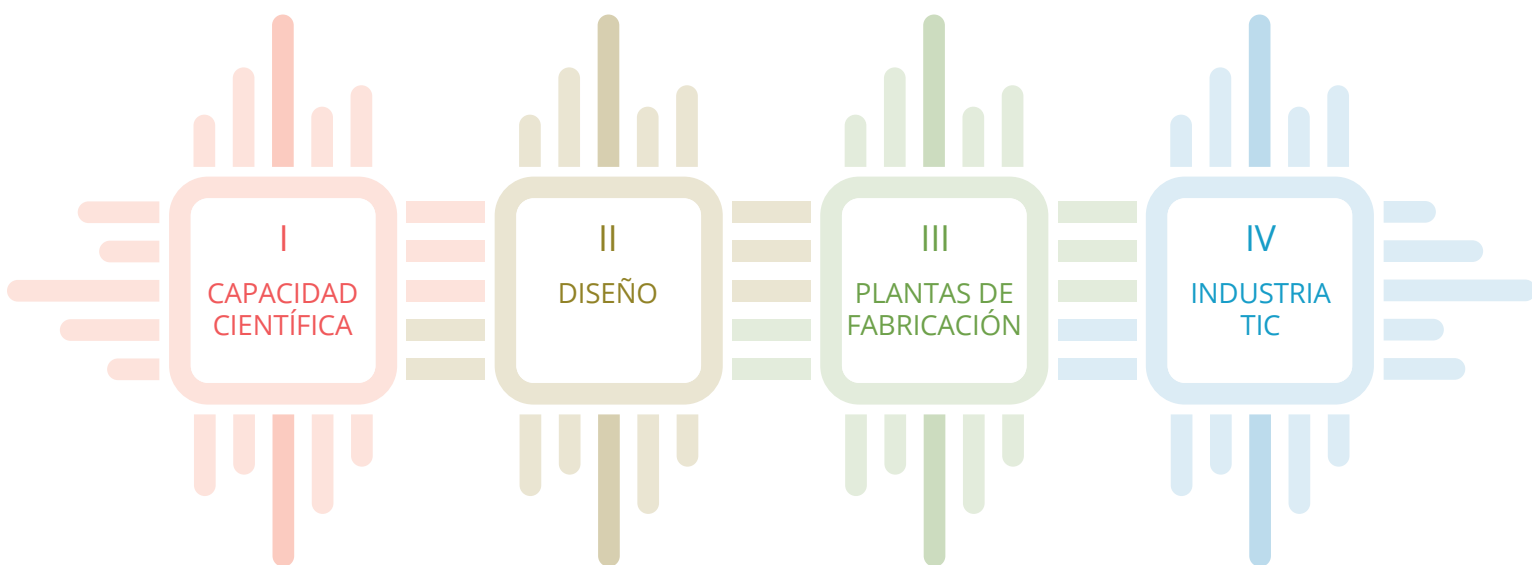 I
CAPACIDAD
CIENTÍFICA
II
DISEÑO
III
PLANTAS DE
FABRICACIÓN
IV
INDUSTRIA
TIC